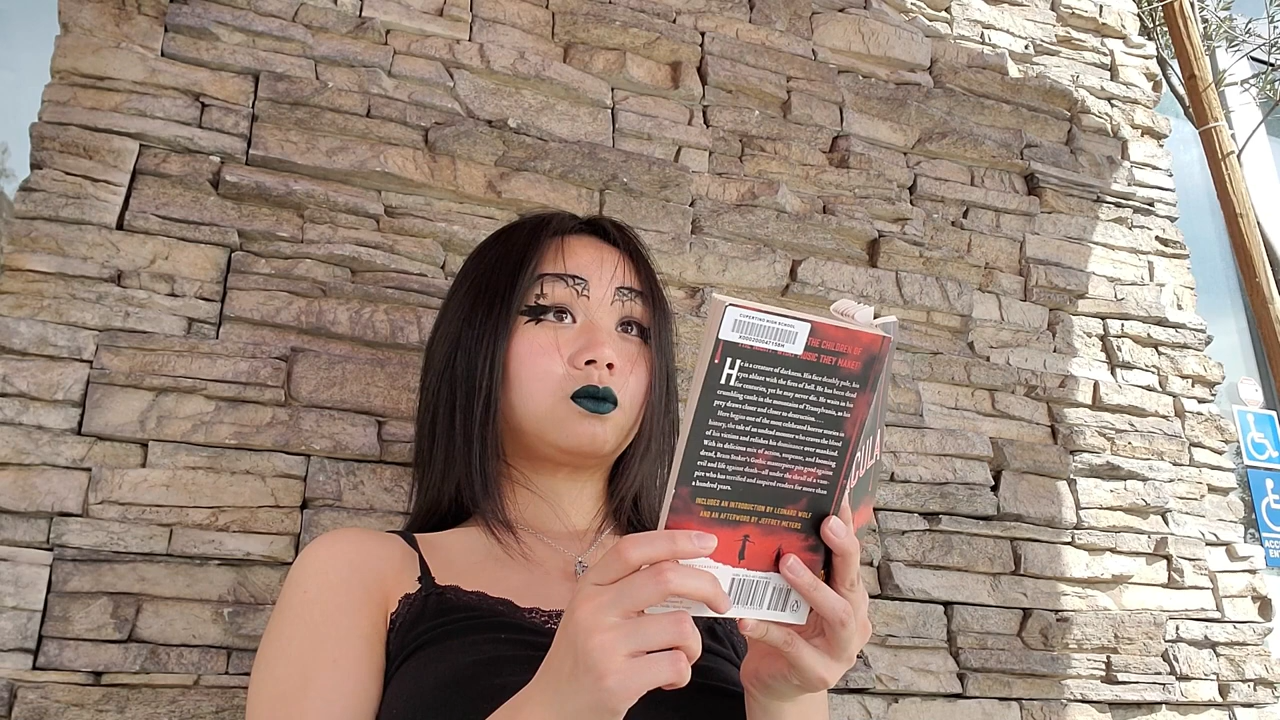 CUPERTINO HIGH SCHOOL
THE CHILDREN OF
MUSIC THEY MAKE!
He is a creature of darkness. His face deathly pale, his
eyes ablaze with the fires of hell. He has been dead
for centuries, yet he may never die. He waits in his
crumbling castle in the mountains of Transylvania, as his
prey draws closer and closer to destruction. . . .
Here begins one of the most celebrated horror stories in
history, the tale of an undead monster who craves the blood
of his victims and relishes his dominance over mankind.
With its delicious mix of action, suspense, and looming
dread, Bram Stoker's Gothic masterpiece pits good against
evil and life against death—all under the thrall of a vam-
pire who has terrified and inspired readers for more than
a hundred years.
INCLUDES AN INTRODUCTION BY LEONARD WOLF
AND AN AFTERWORD BY JEFFREY MEYERS
CULA